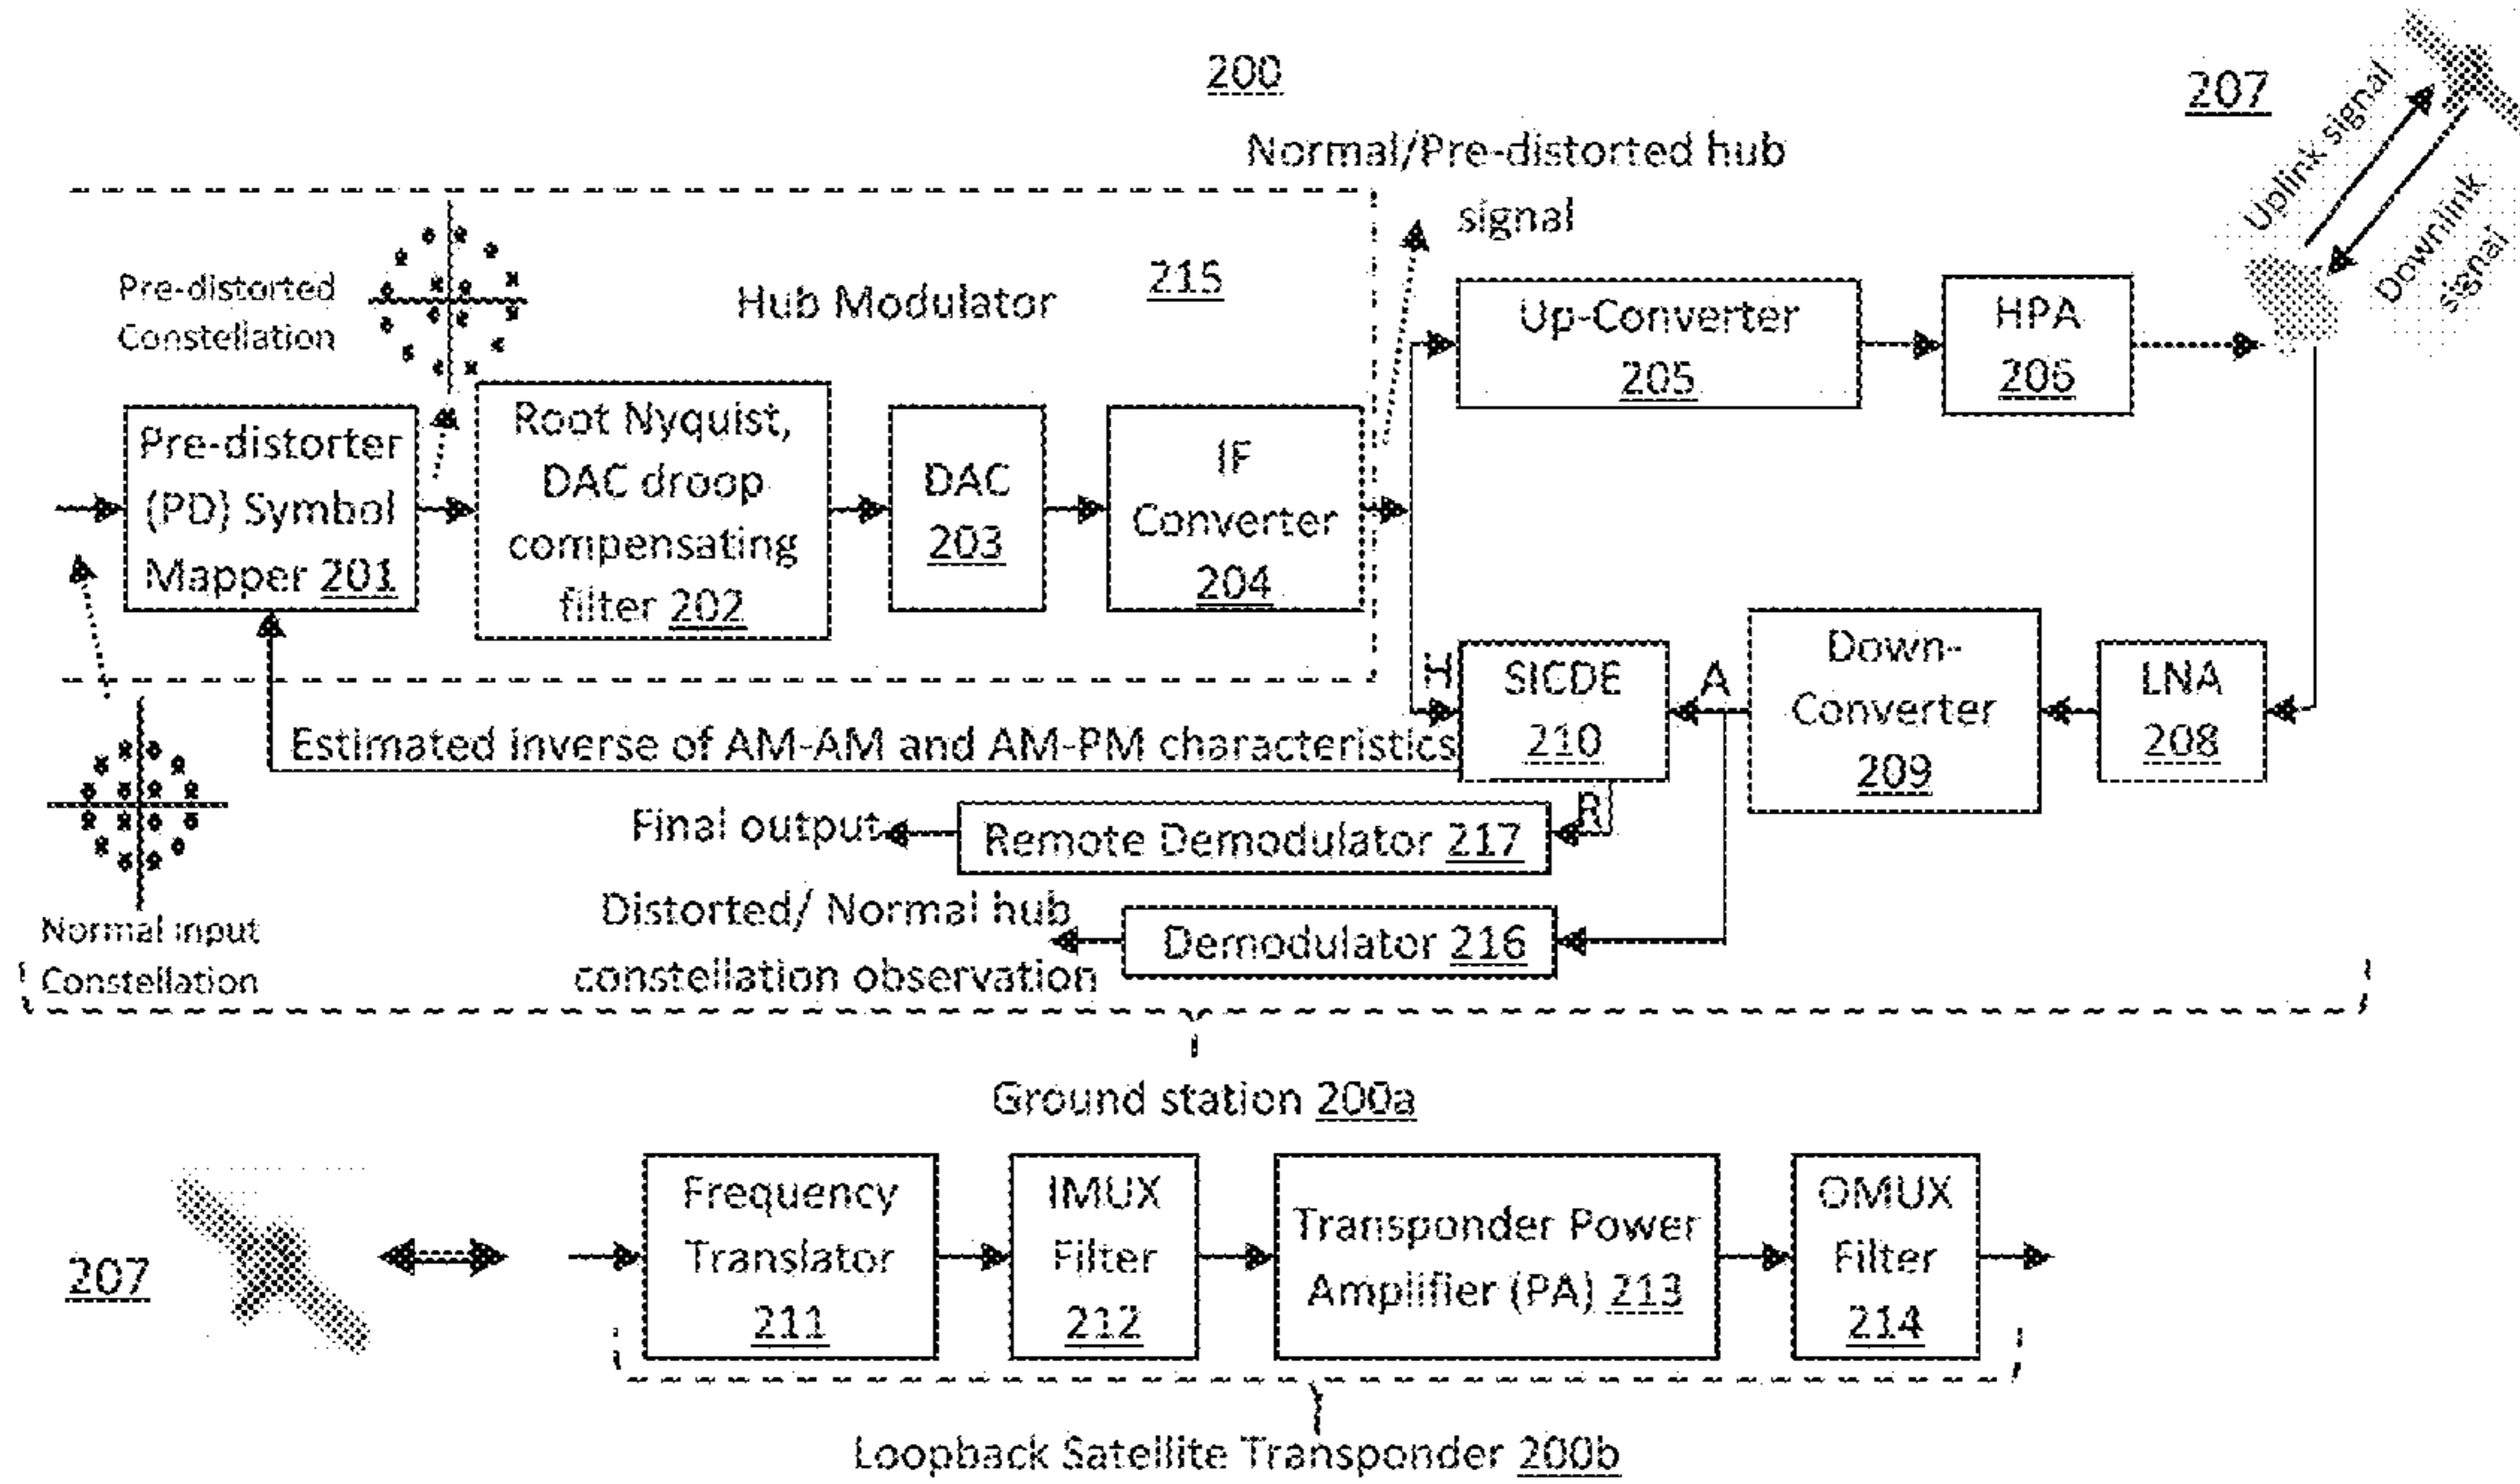 200
207
Uplink signal
Downlink
signal
Normal/Pre-distorted hub
signal
Pre-distorted
Constellation
Hub Modulator
215
Pre-distorter
(PD) Symbol
Mapper 201
Root Nyquist,
DAC droop
compensating
filter 202
DAC
203
IF
Converter
204
Up-Converter
205
HPA
206
H
SICDE
210
A
Down-
Converter
209
LNA
208
Estimated inverse of AM-AM and AM-PM characteristics
R
Final output
Remote Demodulator 217
Distorted/ Normal hub
constellation observation
Demodulator 216
Normal input
Constellation
Ground station 200a
207
Frequency
Translator
211
IMUX
Filter
212
Transponder Power
Amplifier (PA) 213
OMUX
Filter
214
Loopback Satellite Transponder 200b